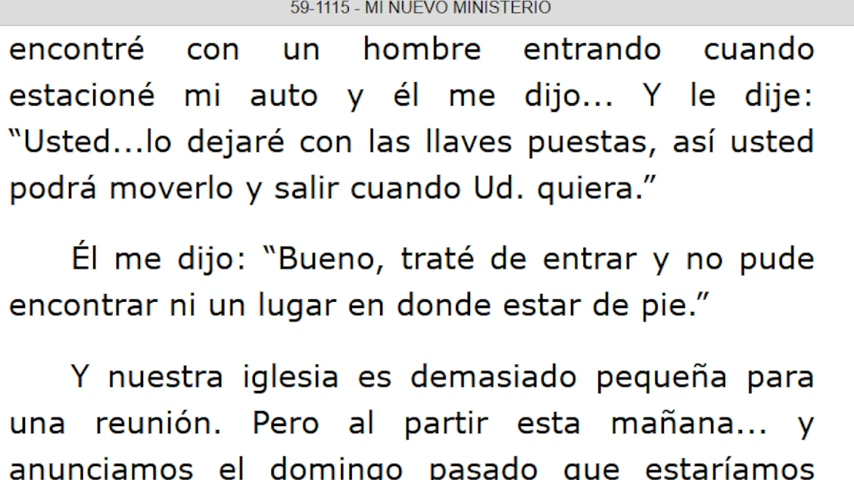 59-1115 - MI NUEVO MINISTERIO
encontré con un hombre entrando cuando
estacioné mi auto y él me dijo... Y le dije:
“Usted...lo dejaré con las llaves puestas, así usted
podrá moverlo y salir cuando Ud. quiera.”
Él me dijo: “Bueno, traté de entrar y no pude
encontrar ni un lugar en donde estar de pie.”
Y nuestra iglesia es demasiado pequeña para
una reunión. Pero al partir esta mañana... y
anunciamos el domingo pasado que estaríamos